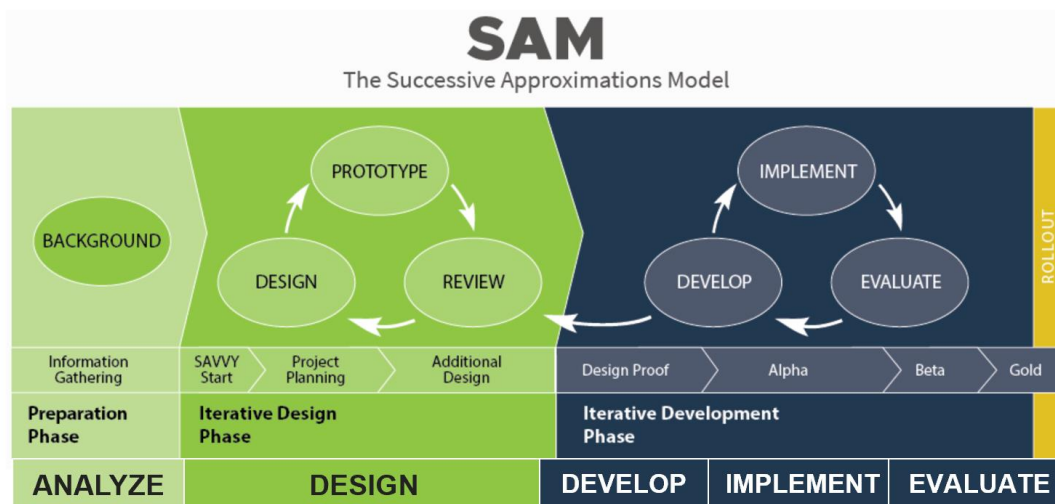 SAM
The Successive Approximations Model
PROTOTYPE
IMPLEMENT
BACKGROUND
DESIGN
REVIEW
DEVELOP
EVALUATE
ROLLOUT
Information
Gathering
SAVVY
Start
Project
Planning
Additional
Design
Design Proof
Alpha
Beta
Gold
Preparation
Phase
Iterative Design
Phase
Iterative Development
Phase
ANALYZE
DESIGN
DEVELOP
IMPLEMENT
EVALUATE